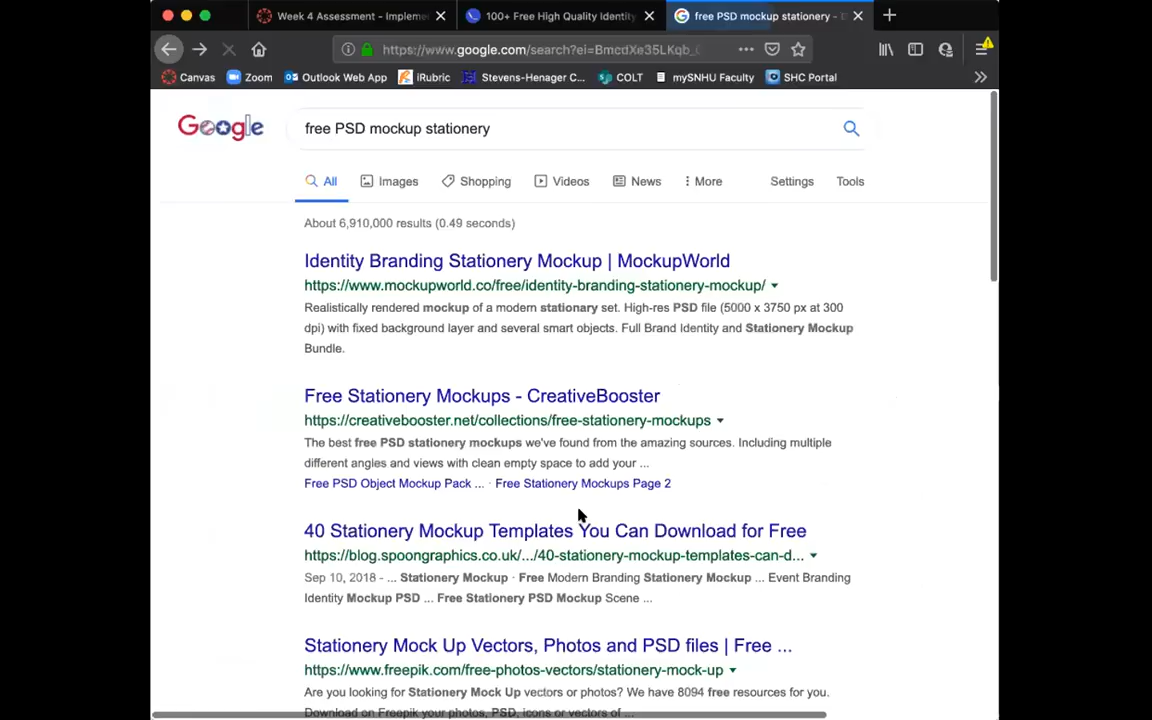 Week 4 Assessment - Impleme
100+ Free High Quality Identity
free PSD mockup stationery -
https://www.google.com/search?ei=BmcdXe35LKqb_
Canvas Zoom Outlook Web App iRubric Stevens-Henager C... COLT mySNHU Faculty SHC Portal
Google
free PSD mockup stationery
All Images Shopping Videos News More Settings Tools
About 6,910,000 results (0.49 seconds)
Identity Branding Stationery Mockup | MockupWorld
https://www.mockupworld.co/free/identity-branding-stationery-mockup/
Realistically rendered mockup of a modern stationary set. High-res PSD file (5000 x 3750 px at 300
dpi) with fixed background layer and several smart objects. Full Brand Identity and Stationery Mockup
Bundle.
Free Stationery Mockups - CreativeBooster
https://creativebooster.net/collections/free-stationery-mockups
The best free PSD stationery mockups we've found from the amazing sources. Including multiple
different angles and views with clean empty space to add your ...
Free PSD Object Mockup Pack ... · Free Stationery Mockups Page 2
40 Stationery Mockup Templates You Can Download for Free
https://blog.spoongraphics.co.uk/.../40-stationery-mockup-templates-can-d...
Sep 10, 2018 - ... Stationery Mockup · Free Modern Branding Stationery Mockup ... Event Branding
Identity Mockup PSD ... Free Stationery PSD Mockup Scene ...
Stationery Mock Up Vectors, Photos and PSD files | Free ...
https://www.freepik.com/free-photos-vectors/stationery-mock-up
Are you looking for Stationery Mock Up vectors or photos? We have 8094 free resources for you.
Download on Freepik your photos, PSD, icons or vectors of ...